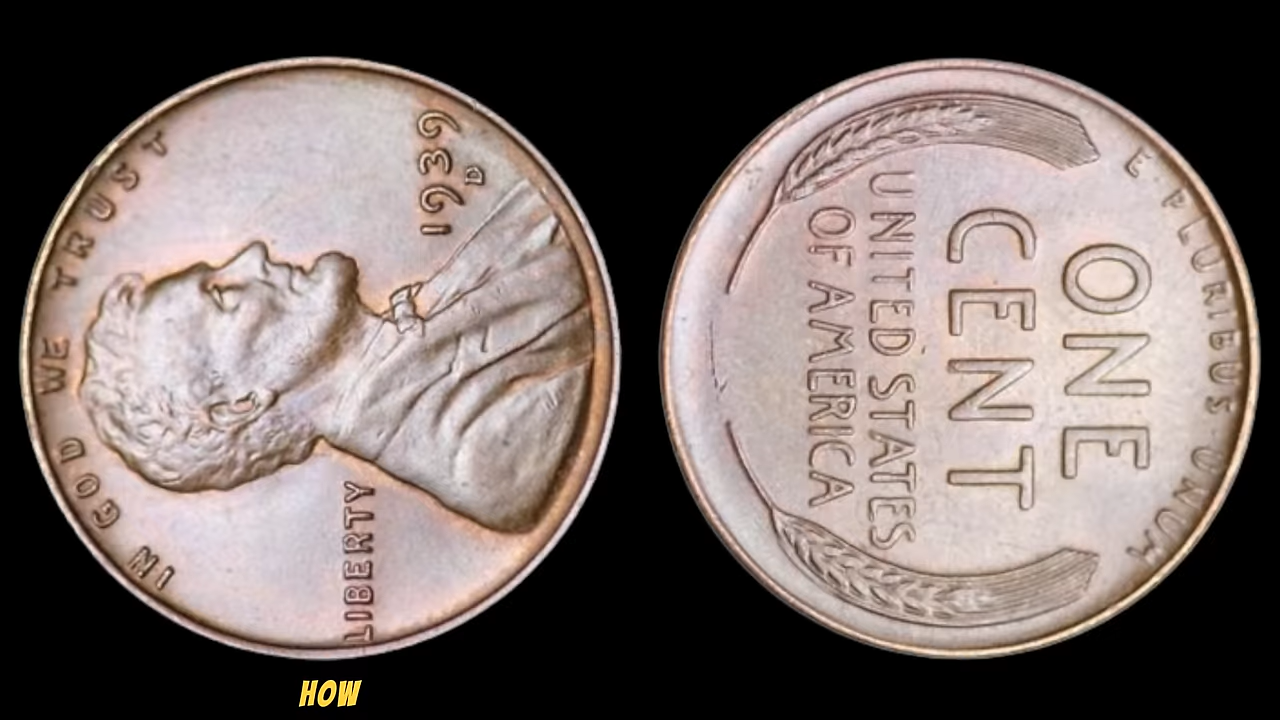 IN GOD WE TRUST
LIBERTY
1939
D
E·PLURIBUS·UNUM
ONE
CENT
UNITED STATES
OF AMERICA
HOW